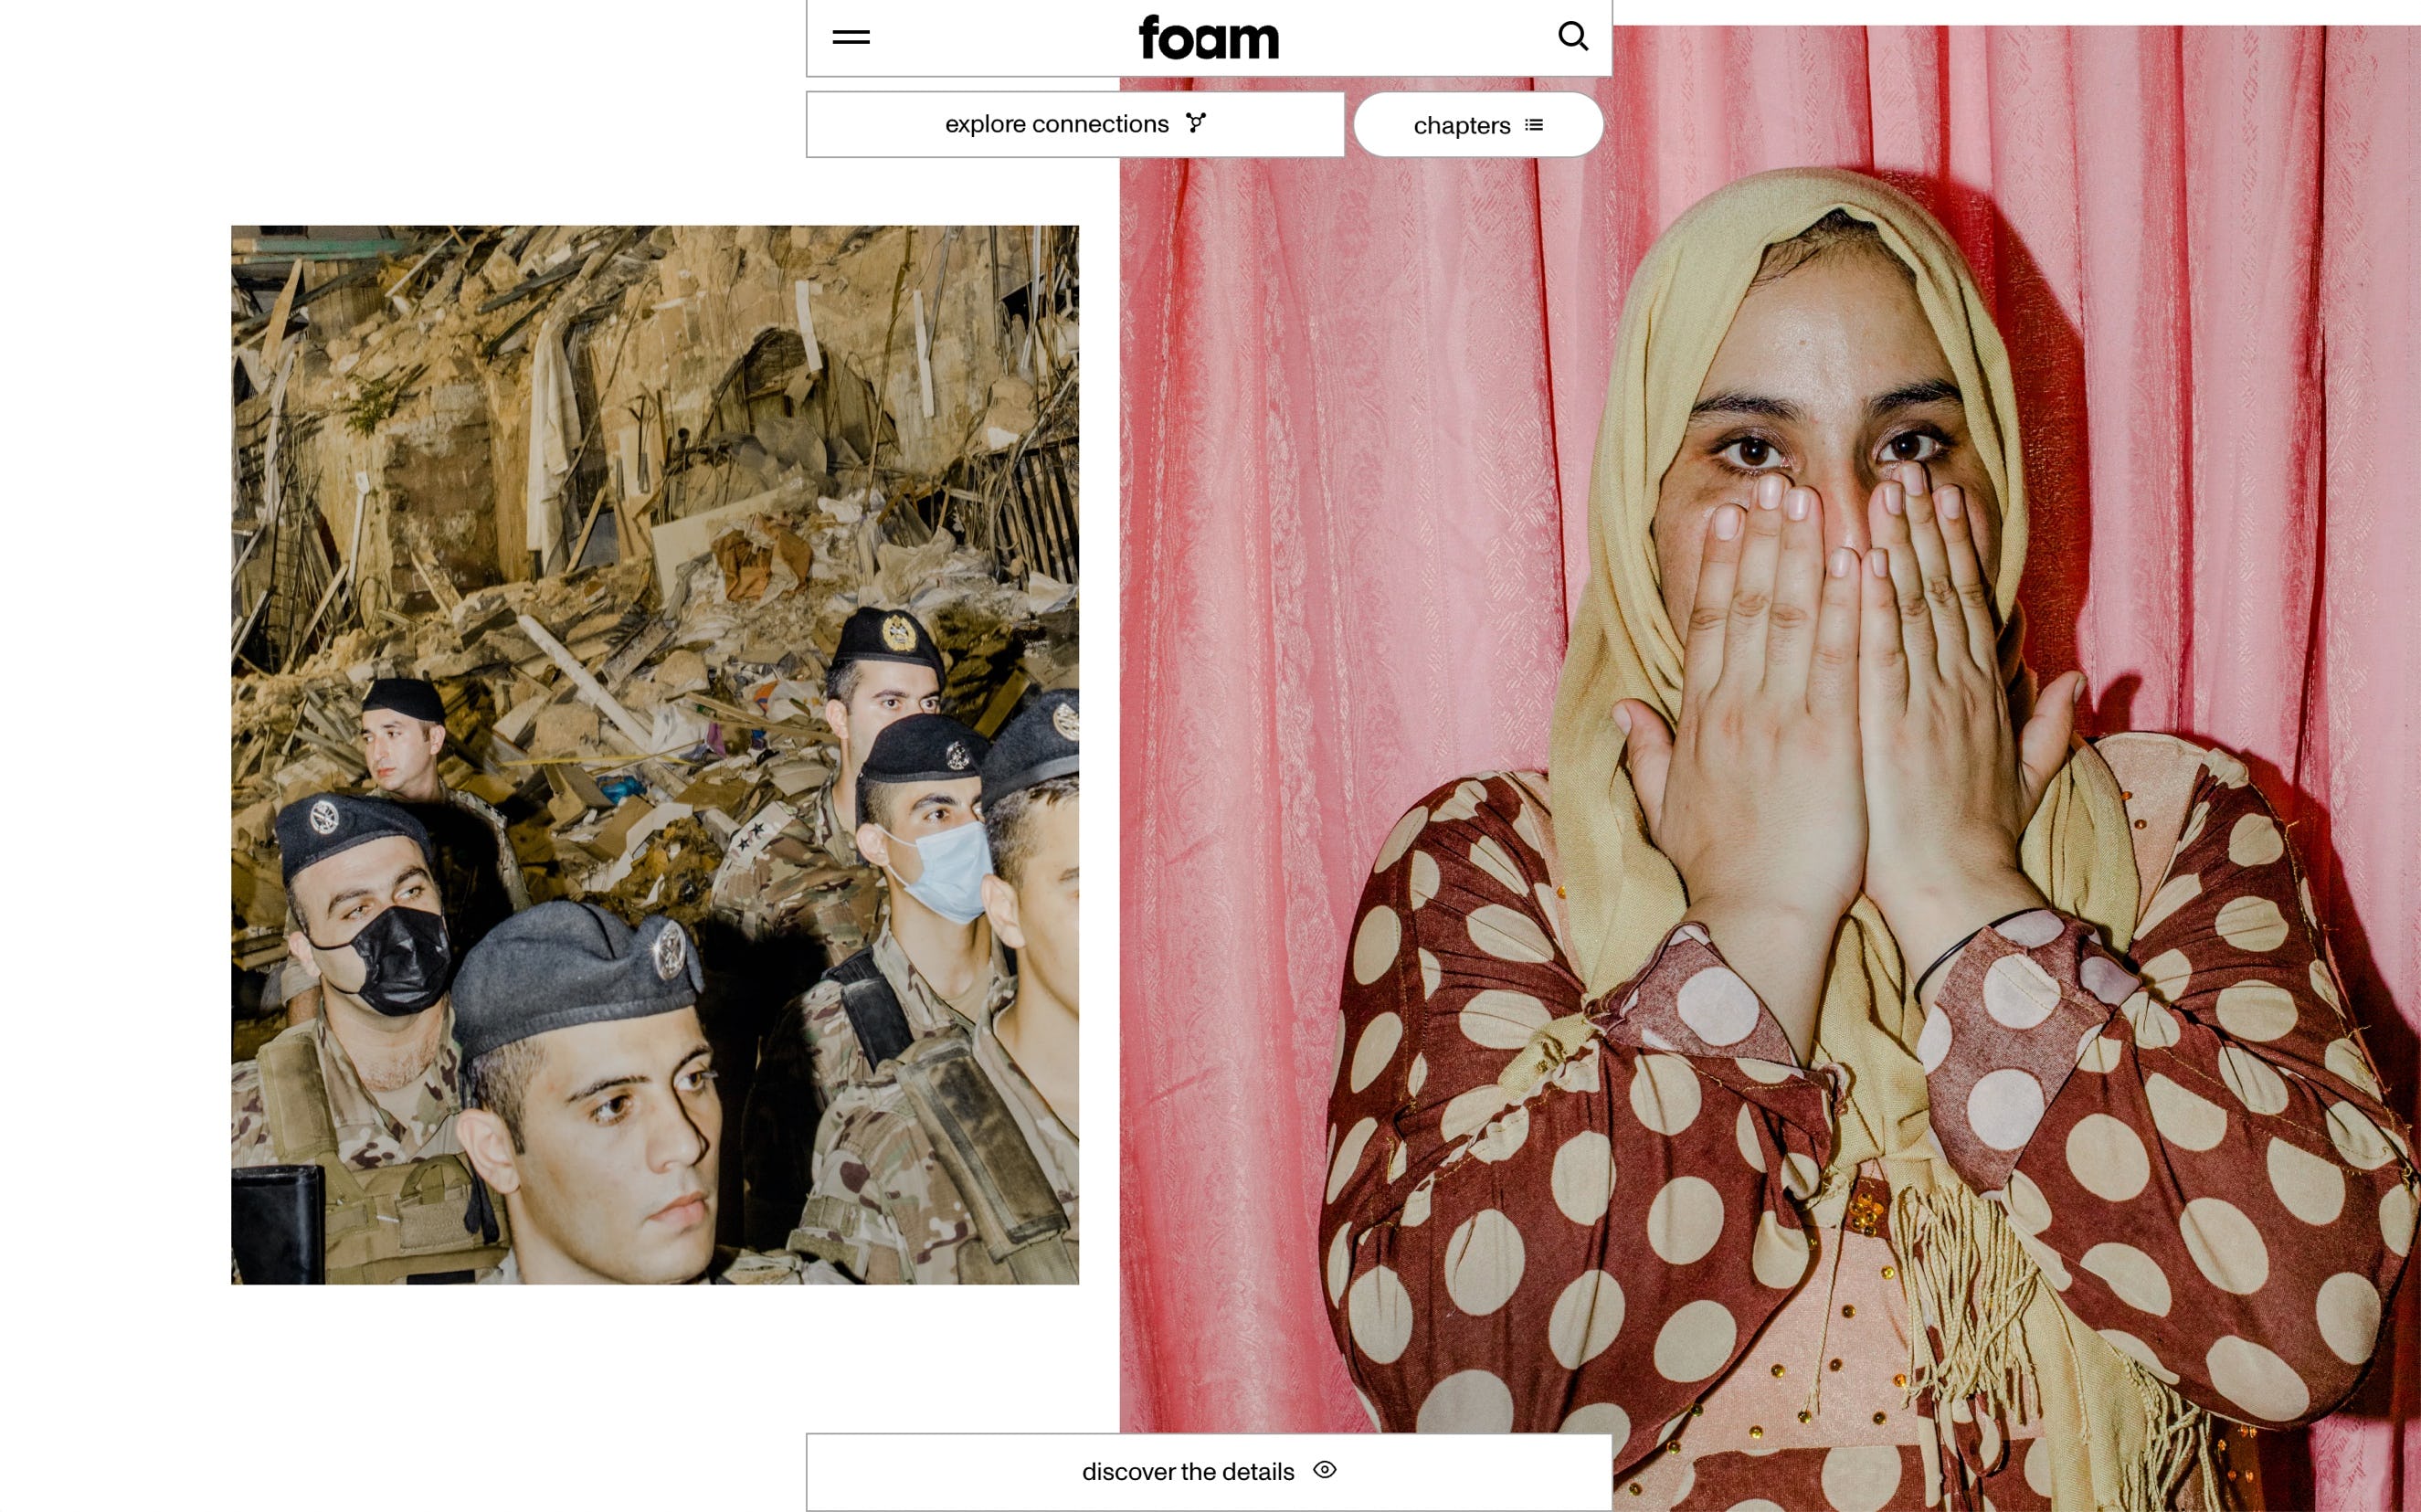 foam
explore connections
chapters
discover the details